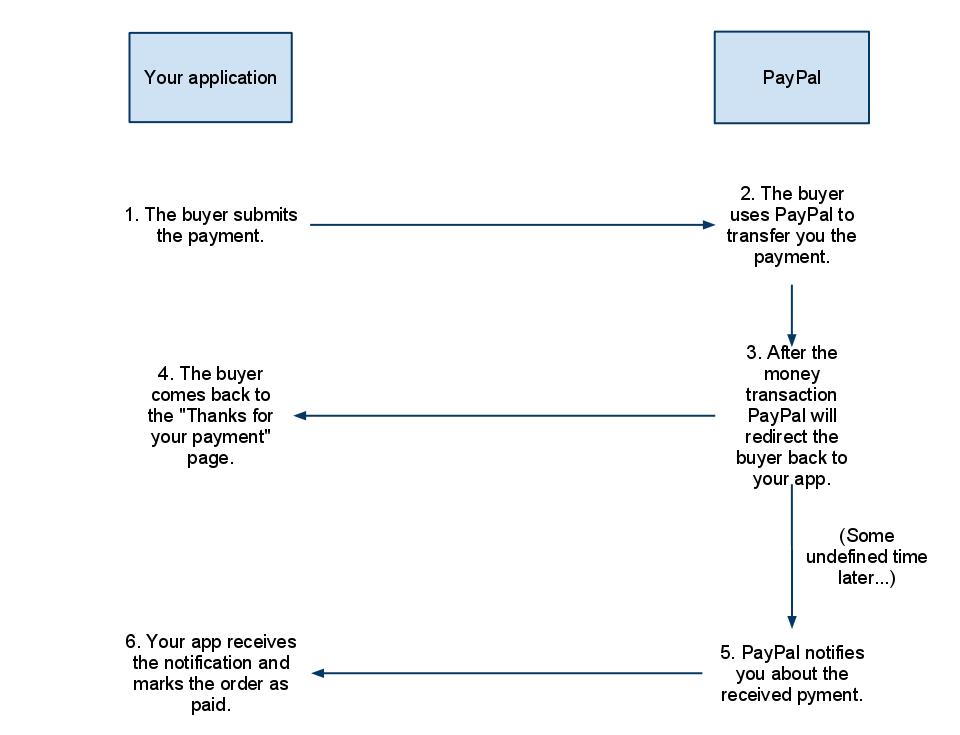 Your application
PayPal
1. The buyer submits
the payment.
2. The buyer
uses PayPal to
transfer you the
payment.
3. After the
money
transaction
PayPal will
redirect the
buyer back to
your app.
4. The buyer
comes back to
the "Thanks for
your payment"
page.
(Some
undefined time
later...)
5. PayPal notifies
you about the
received pyment.
6. Your app receives
the notification and
marks the order as
paid.